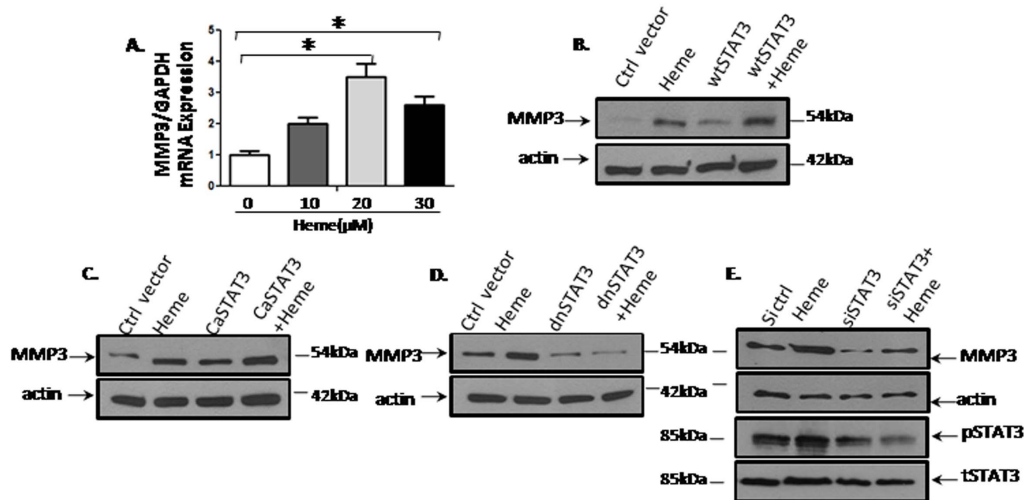 A.
MMP3/GAPDH
mRNA Expression
5
4
3
2
1
0
*
*
0 10 20 30
Heme(µM)
B.
Ctrl vector
Heme
wtSTAT3
wtSTAT3
+Heme
MMP3
54kDa
actin
42kDa
C.
Ctrl vector
Heme
CaSTAT3
CaSTAT3
+Heme
MMP3
54kDa
actin
42kDa
D.
Ctrl vector
Heme
dnSTAT3
dnSTAT3
+Heme
MMP3
54kDa
actin
42kDa
E.
Sictrl
Heme
siSTAT3
siSTAT3+
Heme
MMP3
actin
85kDa
pSTAT3
85kDa
tSTAT3